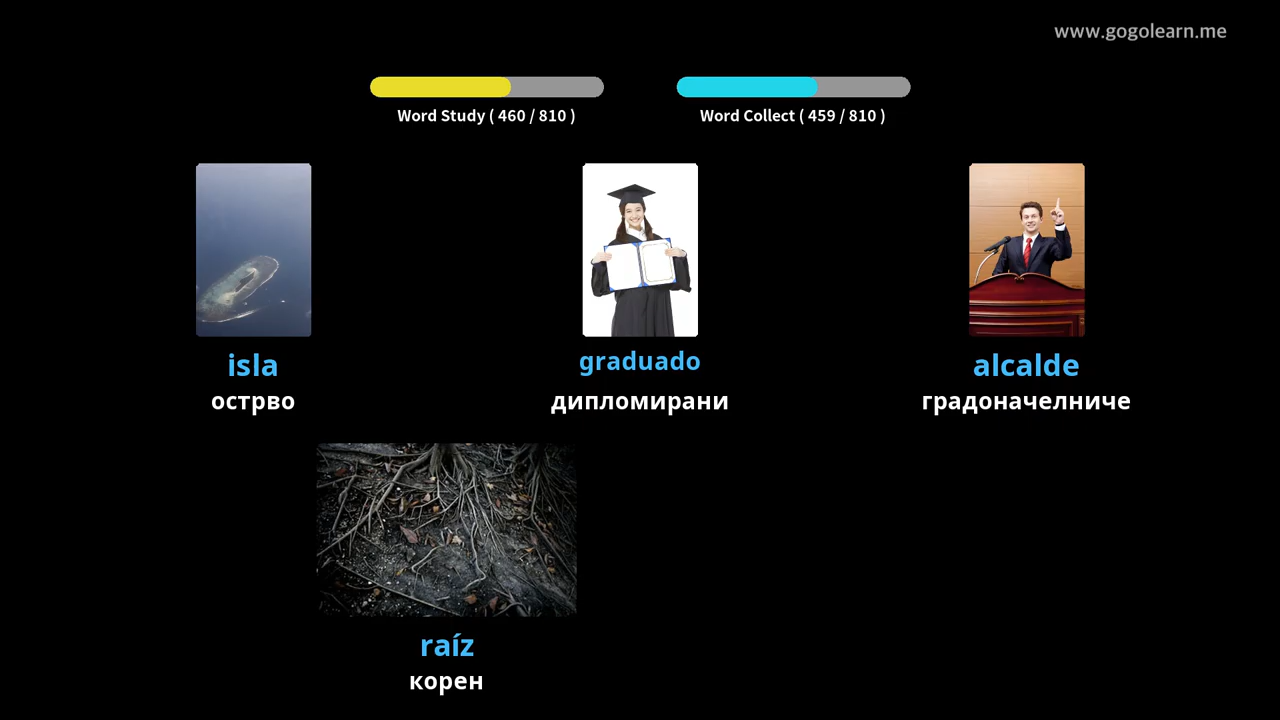 www.gogolearn.me
Word Study ( 460 / 810 )
Word Collect ( 459 / 810 )
isla
острво
graduado
дипломирани
alcalde
градоначелниче
raíz
корен